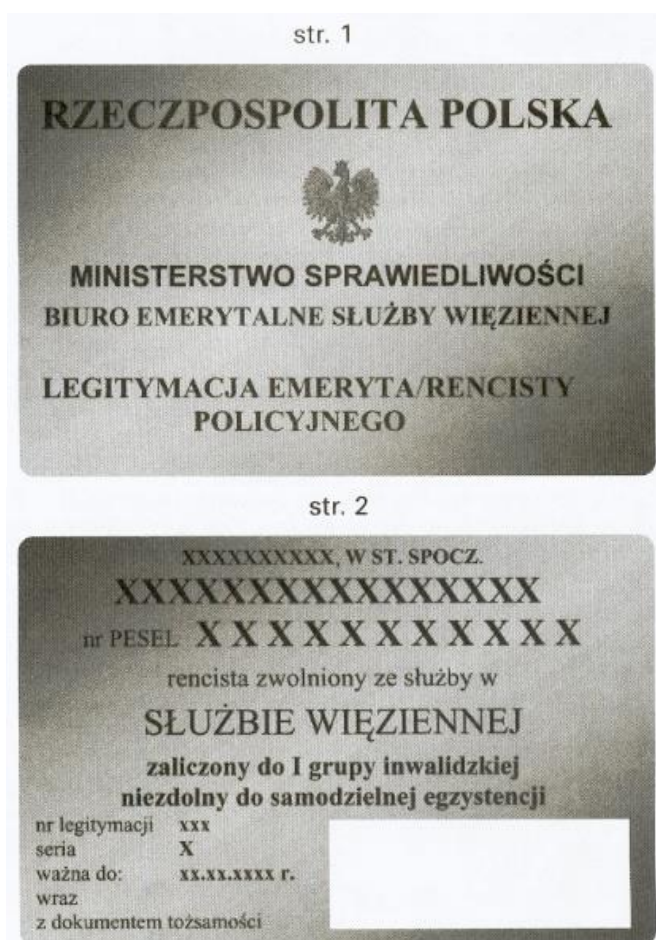 str. 1
RZECZPOSPOLITA POLSKA
MINISTERSTWO SPRAWIEDLIWOŚCI
BIURO EMERYTALNE SŁUŻBY WIĘZIENNEJ
LEGITYMACJA EMERYTA/RENCISTY
POLICYJNEGO
str. 2
XXXXXXXXXX, W ST. SPOCZ.
XXXXXXXXXXXXXXXXX
nr PESEL X X X X X X X X X X X
rencista zwolniony ze służby w
SŁUŻBIE WIĘZIENNEJ
zaliczony do I grupy inwalidzkiej
niezdolny do samodzielnej egzystencji
nr legitymacji xxx
seria X
ważna do: xx.xx.xxxx r.
wraz
z dokumentem tożsamości